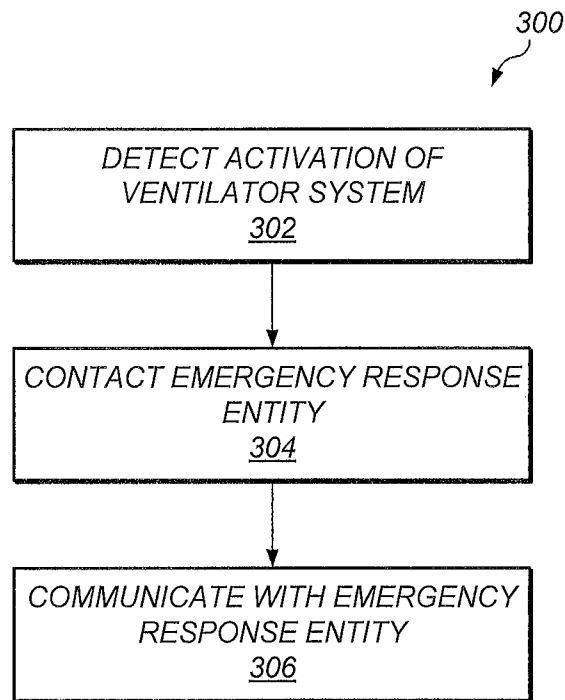 300
DETECT ACTIVATION OF
VENTILATOR SYSTEM
302
CONTACT EMERGENCY RESPONSE
ENTITY
304
COMMUNICATE WITH EMERGENCY
RESPONSE ENTITY
306